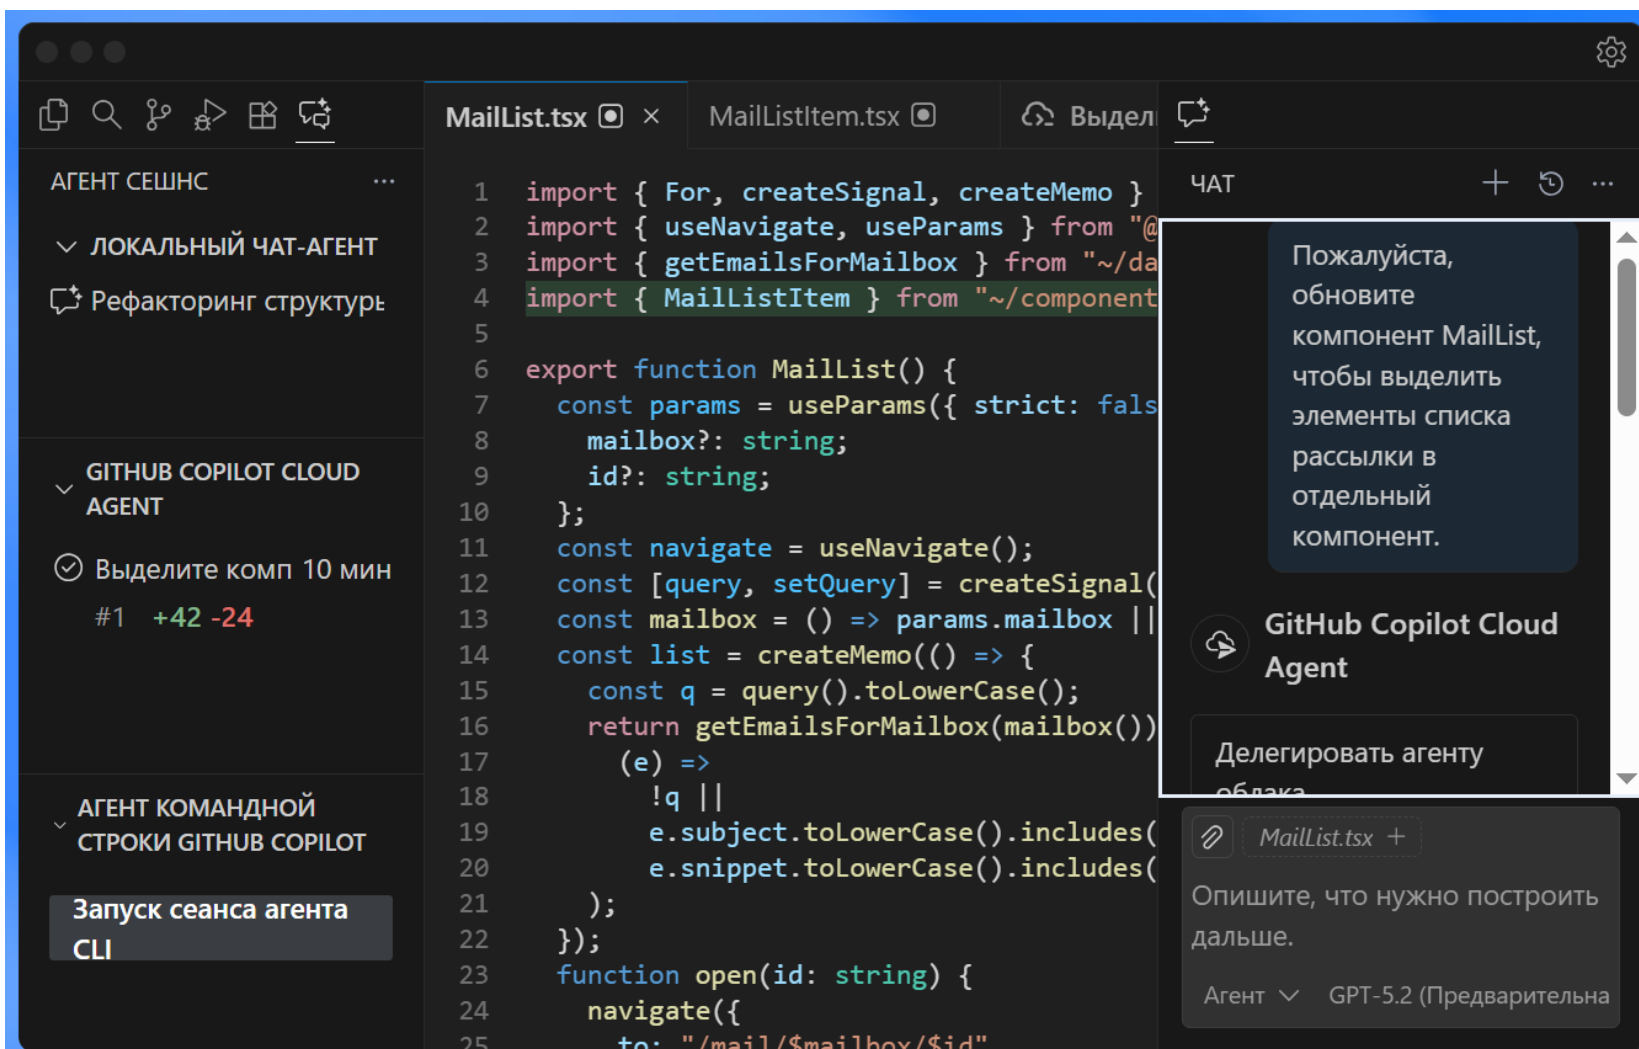 MailList.tsx
MailListItem.tsx
АГЕНТ СЕШНС
ЛОКАЛЬНЫЙ ЧАТ-АГЕНТ
Рефакторинг структуры
GITHUB COPILOT CLOUD
AGENT
Выделите комп 10 мин
#1 +42 -24
АГЕНТ КОМАНДНОЙ
СТРОКИ GITHUB COPILOT
Запуск сеанса агента
CLI
1 import { For, createSignal, createMemo }
2 import { useNavigate, useParams } from "@
3 import { getEmailsForMailbox } from "~/da
4 import { MailListItem } from "~/component
5
6 export function MailList() {
7 const params = useParams({ strict: fals
8 mailbox?: string;
9 id?: string;
10 };
11 const navigate = useNavigate();
12 const [query, setQuery] = createSignal(
13 const mailbox = () => params.mailbox ||
14 const list = createMemo(() => {
15 const q = query().toLowerCase();
16 return getEmailsForMailbox(mailbox())
17 (e) =>
18 !q ||
19 e.subject.toLowerCase().includes(
20 e.snippet.toLowerCase().includes(
21 );
22 });
23 function open(id: string) {
24 navigate({
25 to: "/mail/$mailbox/$id"
ЧАТ
Пожалуйста,
обновите
компонент MailList,
чтобы выделить
элементы списка
рассылки в
отдельный
компонент.
GitHub Copilot Cloud
Agent
Делегировать агенту
облака
MailList.tsx +
Опишите, что нужно построить
дальше.
Агент GPT-5.2 (Предварительна